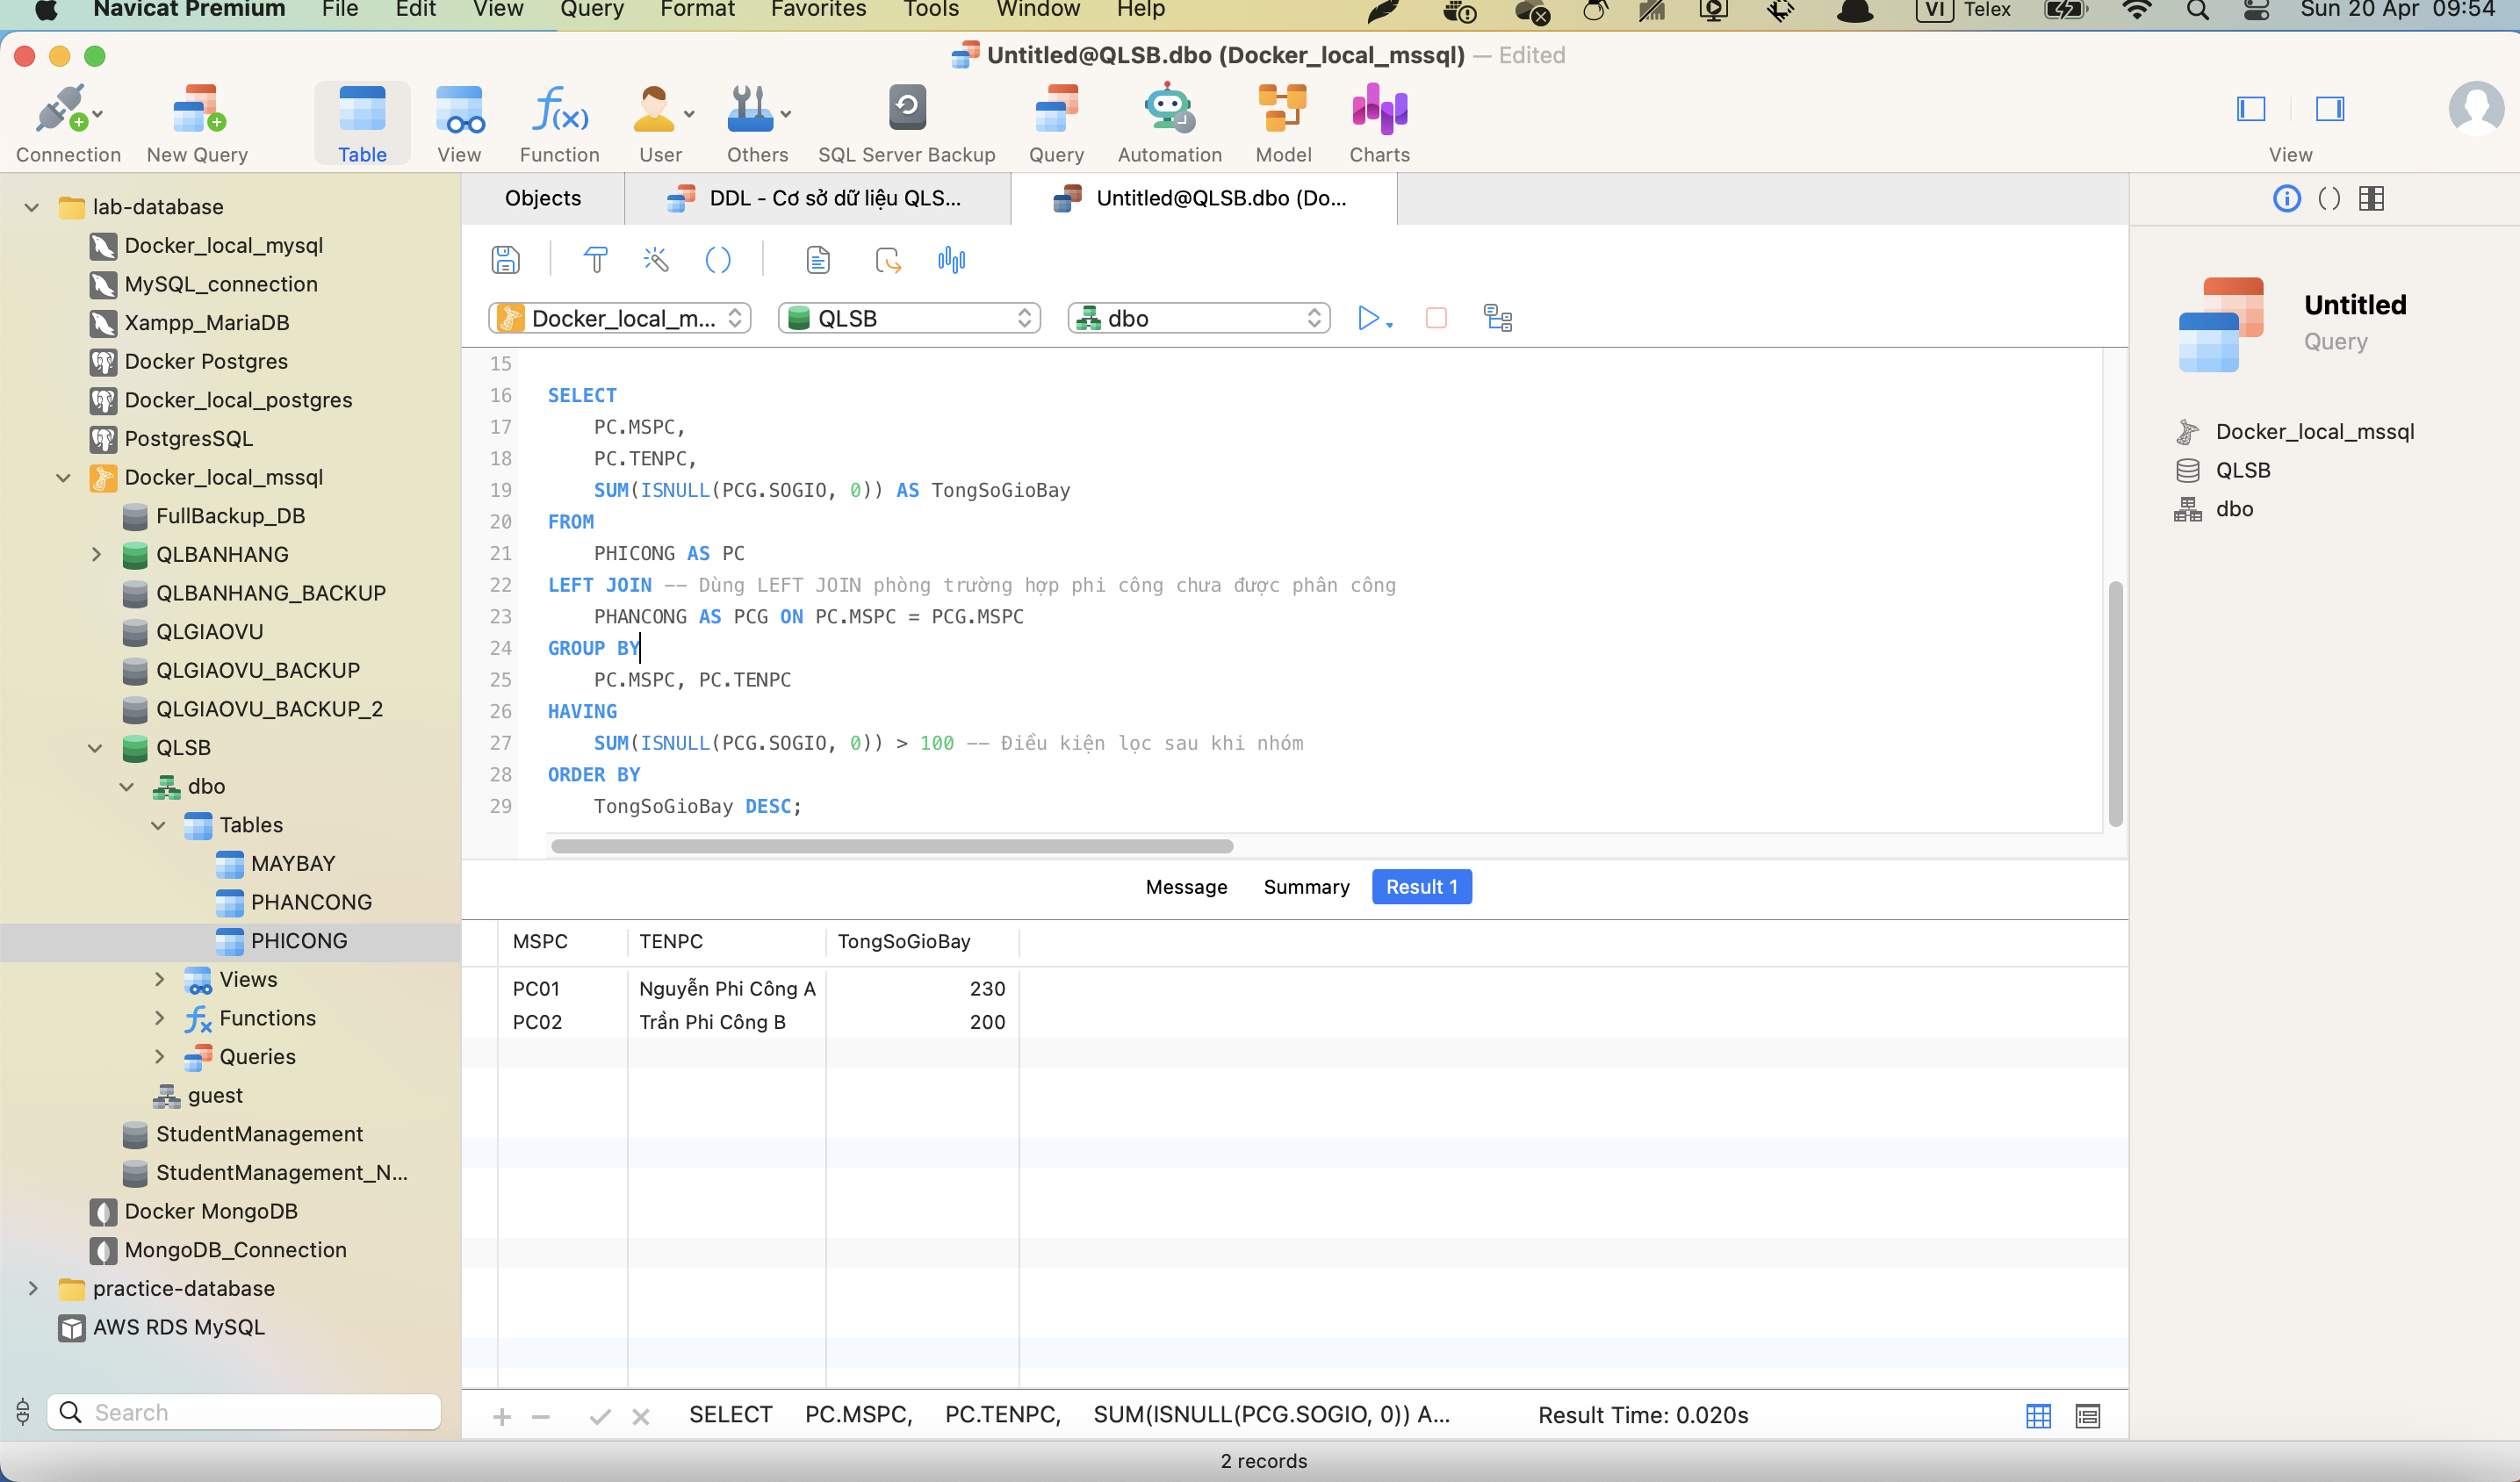 Navicat Premium File Edit View Query Format Favorites Tools Window Help VI Telex Sun 20 Apr 09:54
Untitled@QLSB.dbo (Docker_local_mssql) — Edited
Connection New Query Table View Function User Others SQL Server Backup Query Automation Model Charts View
Objects DDL - Cơ sở dữ liệu QLS... Untitled@QLSB.dbo (Do...
Docker_local_m... QLSB dbo
lab-database
Docker_local_mysql
MySQL_connection
Xampp_MariaDB
Docker Postgres
Docker_local_postgres
PostgresSQL
Docker_local_mssql
FullBackup_DB
QLBANHANG
QLBANHANG_BACKUP
QLGIAOVU
QLGIAOVU_BACKUP
QLGIAOVU_BACKUP_2
QLSB
dbo
Tables
MAYBAY
PHANCONG
PHICONG
Views
Functions
Queries
guest
StudentManagement
StudentManagement_N...
Docker MongoDB
MongoDB_Connection
practice-database
AWS RDS MySQL
Search
15
16 SELECT
17 PC.MSPC,
18 PC.TENPC,
19 SUM(ISNULL(PCG.SOGIO, 0)) AS TongSoGioBay
20 FROM
21 PHICONG AS PC
22 LEFT JOIN -- Dùng LEFT JOIN phòng trường hợp phi công chưa được phân công
23 PHANCONG AS PCG ON PC.MSPC = PCG.MSPC
24 GROUP BY
25 PC.MSPC, PC.TENPC
26 HAVING
27 SUM(ISNULL(PCG.SOGIO, 0)) > 100 -- Điều kiện lọc sau khi nhóm
28 ORDER BY
29 TongSoGioBay DESC;
Message Summary Result 1
MSPC TENPC TongSoGioBay
PC01 Nguyễn Phi Công A 230
PC02 Trần Phi Công B 200
SELECT PC.MSPC, PC.TENPC, SUM(ISNULL(PCG.SOGIO, 0)) A... Result Time: 0.020s
2 records
Untitled
Query
Docker_local_mssql
QLSB
dbo